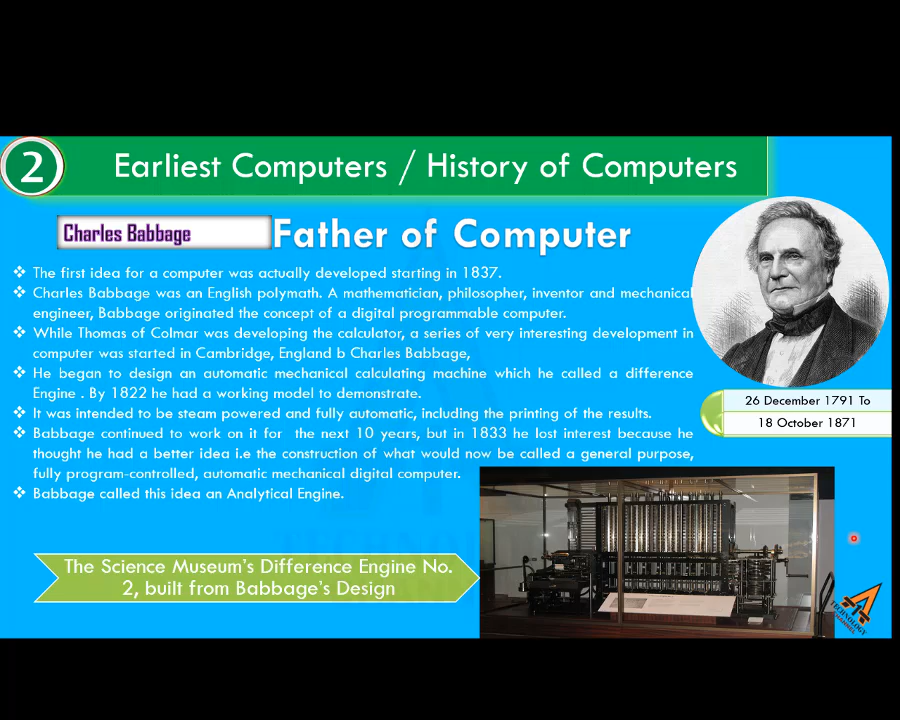 2
Earliest Computers / History of Computers
Charles Babbage
Father of Computer
❖ The first idea for a computer was actually developed starting in 1837.
❖ Charles Babbage was an English polymath. A mathematician, philosopher, inventor and mechanical
engineer, Babbage originated the concept of a digital programmable computer.
❖ While Thomas of Colmar was developing the calculator, a series of very interesting development in
computer was started in Cambridge, England b Charles Babbage,
❖ He began to design an automatic mechanical calculating machine which he called a difference
Engine . By 1822 he had a working model to demonstrate.
❖ It was intended to be steam powered and fully automatic, including the printing of the results.
❖ Babbage continued to work on it for the next 10 years, but in 1833 he lost interest because he
thought he had a better idea i.e the construction of what would now be called a general purpose,
fully program-controlled, automatic mechanical digital computer.
❖ Babbage called this idea an Analytical Engine.
26 December 1791 To
18 October 1871
The Science Museum's Difference Engine No.
2, built from Babbage's Design
TECHNOLOGY